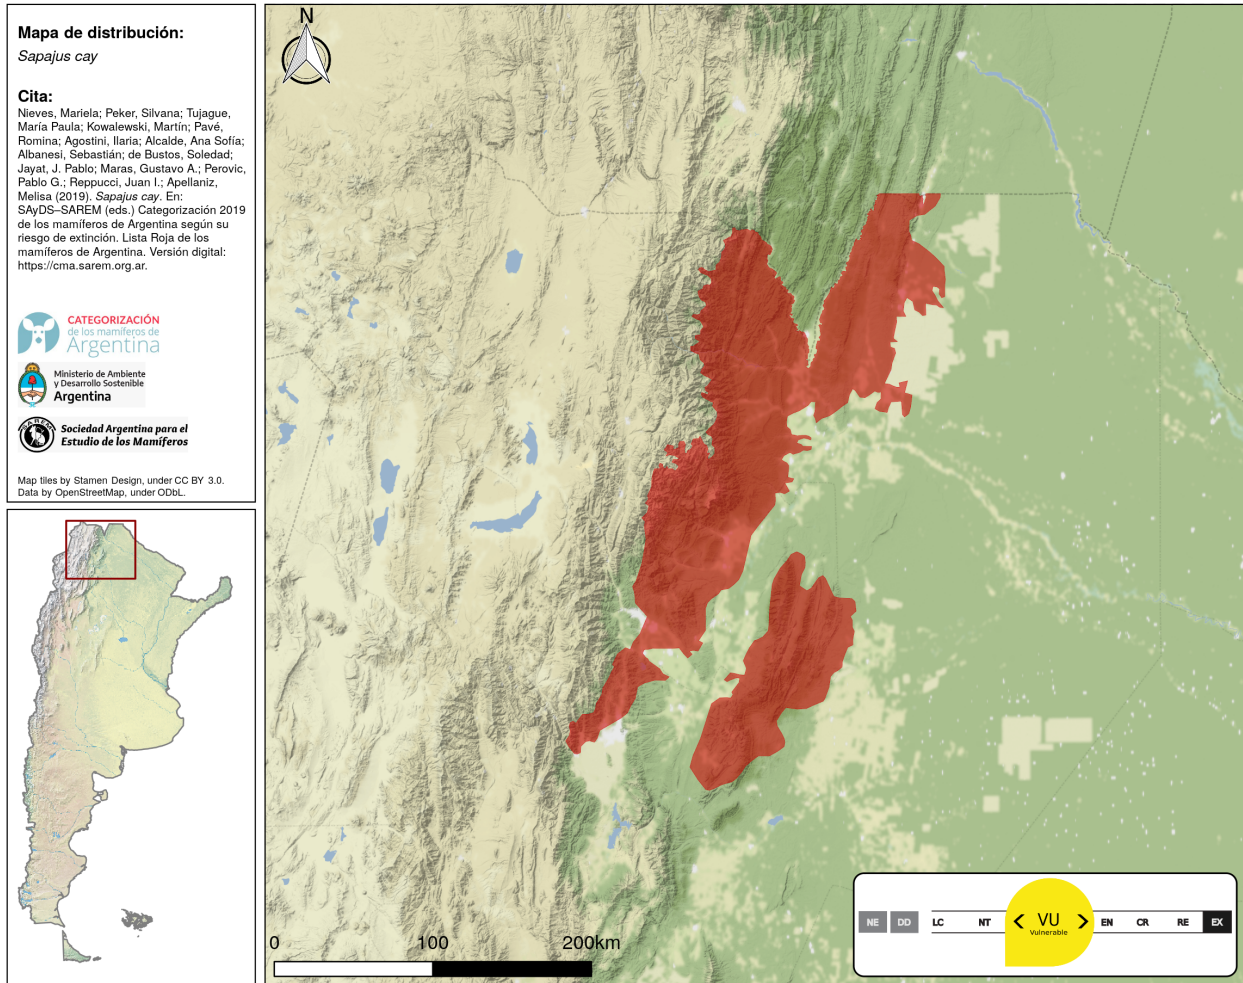 Mapa de distribución:
Sapajus cay
Cita:
Nieves, Mariela; Peker, Silvana; Tujague,
María Paula; Kowalewski, Martín; Pavé,
Romina; Agostini, Ilaria; Alcalde, Ana Sofía;
Albanesi, Sebastián; de Bustos, Soledad;
Jayat, J. Pablo; Maras, Gustavo A.; Perovic,
Pablo G.; Reppucci, Juan I.; Apellaniz,
Melisa (2019). Sapajus cay. En:
SAyDS–SAREM (eds.) Categorización 2019
de los mamíferos de Argentina según su
riesgo de extinción. Lista Roja de los
mamíferos de Argentina. Versión digital:
https://cma.sarem.org.ar.
CATEGORIZACIÓN
de los mamíferos de
Argentina
Ministerio de Ambiente
y Desarrollo Sostenible
Argentina
SAREM
Sociedad Argentina para el
Estudio de los Mamíferos
Map tiles by Stamen Design, under CC BY 3.0.
Data by OpenStreetMap, under ODbL.
N
0 100 200km
NE DD LC NT VU EN CR RE EX
Vulnerable